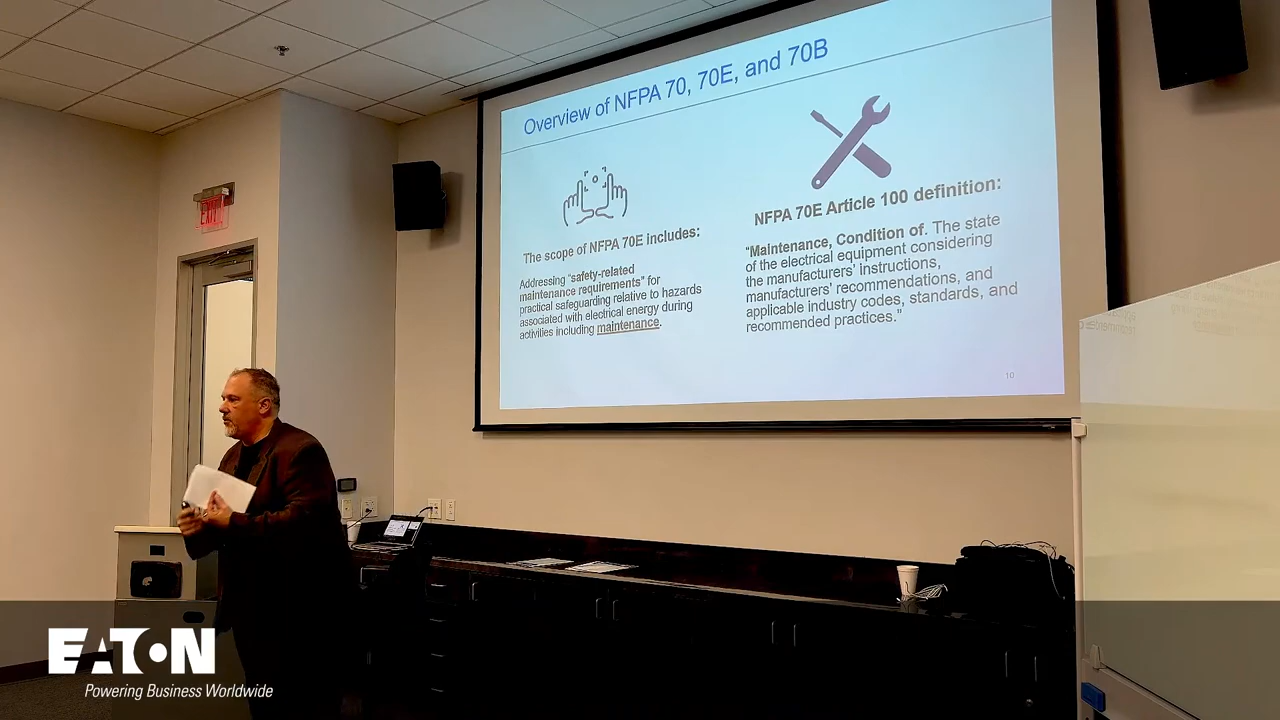 Overview of NFPA 70, 70E, and 70B
The scope of NFPA 70E includes:
Addressing “safety-related
maintenance requirements” for
practical safeguarding relative to hazards
associated with electrical energy during
activities including maintenance.
NFPA 70E Article 100 definition:
“Maintenance, Condition of. The state
of the electrical equipment considering
the manufacturers’ instructions,
manufacturers’ recommendations, and
applicable industry codes, standards, and
recommended practices.”
10
EXIT
EATON
Powering Business Worldwide